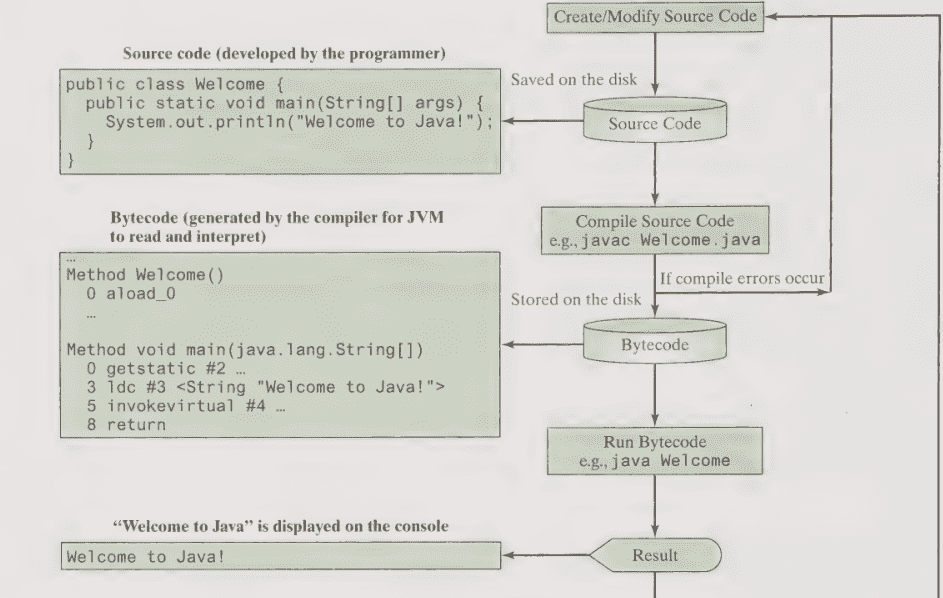 Create/Modify Source Code
Source code (developed by the programmer)
public class Welcome {
public static void main(String[] args) {
System.out.println("Welcome to Java!");
}
}
Saved on the disk
Source Code
Compile Source Code
e.g., javac Welcome.java
If compile errors occur
Bytecode (generated by the compiler for JVM
to read and interpret)
…
Method Welcome()
0 aload_0
…
Method void main(java.lang.String[])
0 getstatic #2 …
3 ldc #3 <String "Welcome to Java!">
5 invokevirtual #4 …
8 return
Stored on the disk
Bytecode
Run Bytecode
e.g., java Welcome
“Welcome to Java” is displayed on the console
Welcome to Java!
Result